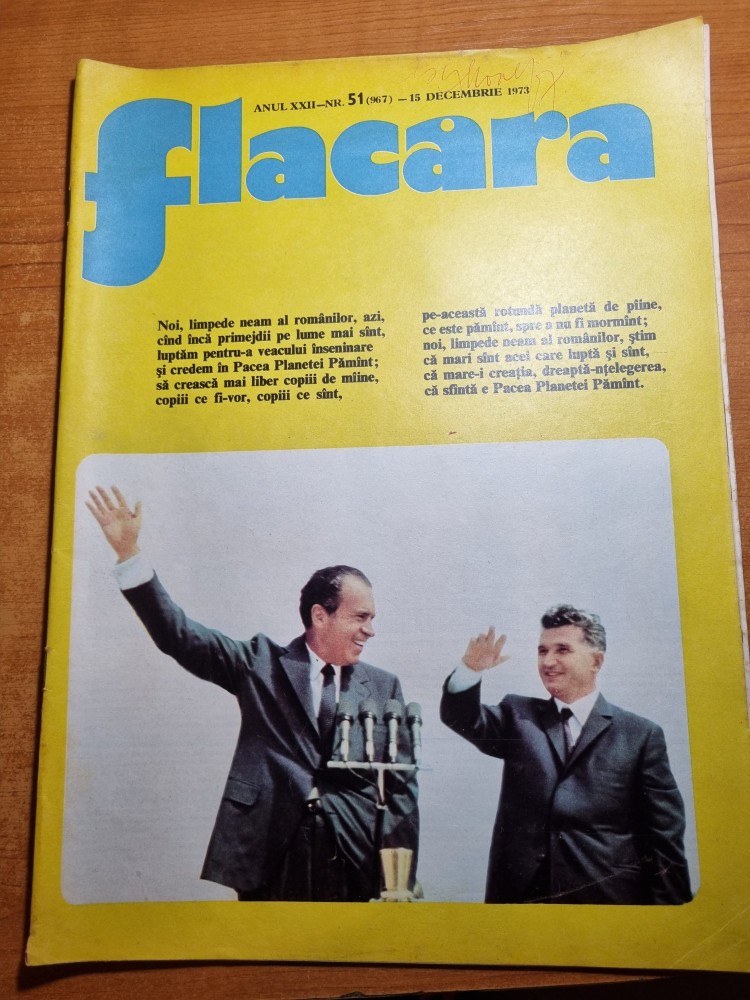 ANUL XXII—NR. 51 (967) — 15 DECEMBRIE 1973
flacara
Noi, limpede neam al românilor, azi,
cînd încă primejdii pe lume mai sînt,
luptăm pentru-a veacului înseninare
şi credem în Pacea Planetei Pămînt;
să crească mai liber copiii de mîine,
copiii ce fi-vor, copiii ce sînt,
pe-această rotundă planetă de pîine,
ce este pămînt, spre a nu fi mormînt;
noi, limpede neam al românilor, ştim
că mari sînt acei care luptă şi sînt,
că mare-i creaţia, dreaptă-nţelegerea,
că sfîntă e Pacea Planetei Pămînt.